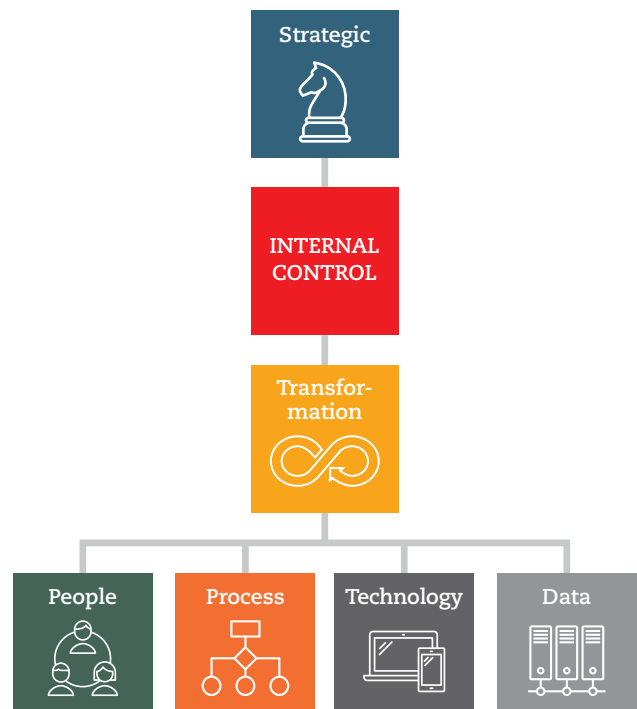 Strategic
INTERNAL
CONTROL
Transfor-
mation
People
Process
Technology
Data